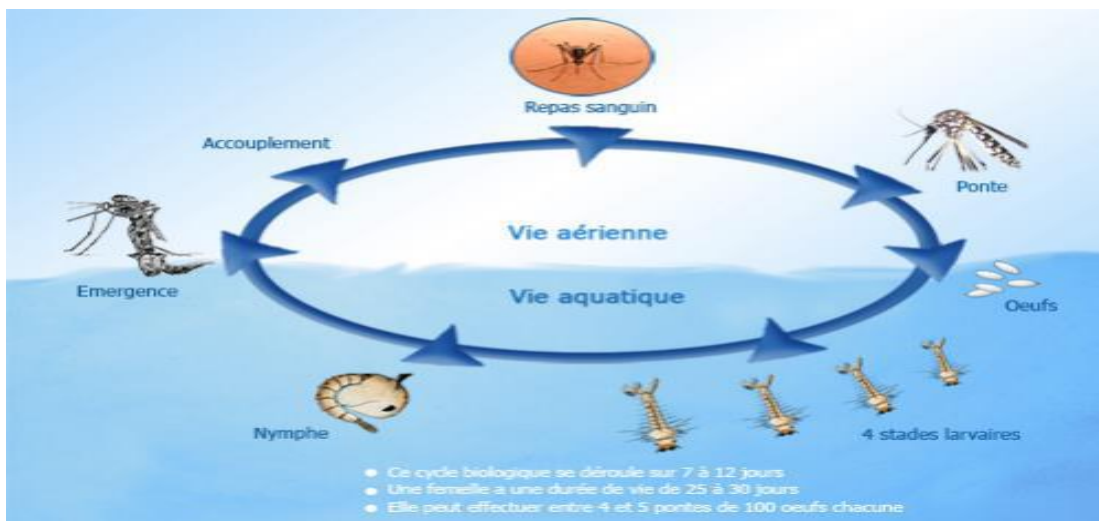 Repas sanguin
Accouplement
Ponte
Vie aérienne
Emergence
Vie aquatique
Oeufs
Nymphe
4 stades larvaires
Ce cycle biologique se déroule sur 7 à 12 jours
Une femelle a une durée de vie de 25 à 30 jours
Elle peut effectuer entre 4 et 5 pontes de 100 oeufs chacune